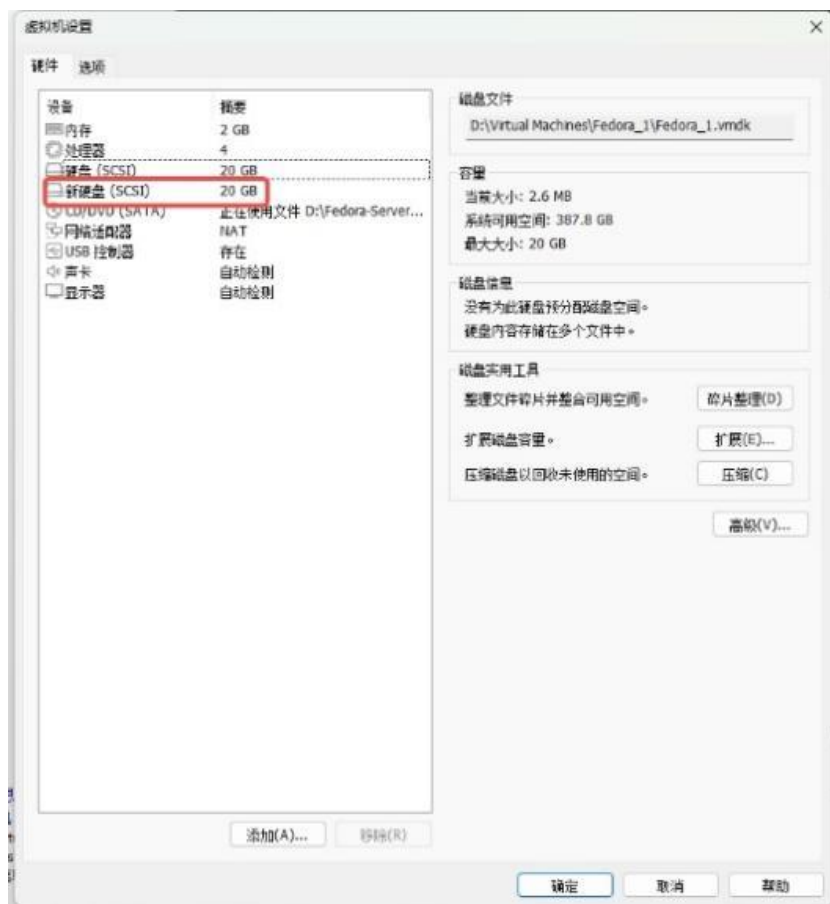 虚拟机设置
硬件 选项
设备 摘要
内存 2 GB
处理器 4
硬盘 (SCSI) 20 GB
新硬盘 (SCSI) 20 GB
CD/DVD (SATA) 正在使用文件 D:\Fedora-Server...
网络适配器 NAT
USB 控制器 存在
声卡 自动检测
显示器 自动检测
添加(A)... 移除(R)
磁盘文件
D:\Virtual Machines\Fedora_1\Fedora_1.vmdk
容量
当前大小: 2.6 MB
系统可用空间: 387.8 GB
最大大小: 20 GB
磁盘信息
没有为此硬盘预分配磁盘空间。
硬盘内容存储在多个文件中。
磁盘实用工具
整理文件碎片并整合可用空间。 碎片整理(D)
扩展磁盘容量。 扩展(E)...
压缩磁盘以回收未使用的空间。 压缩(C)
高级(V)...
确定 取消 帮助